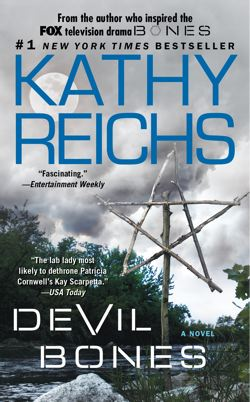 From the author who inspired the
FOX television drama BONES
#1 NEW YORK TIMES BESTSELLER
KATHY
REICHS
"Fascinating."
—Entertainment Weekly
"The lab lady most
likely to dethrone Patricia
Cornwell's Kay Scarpetta."
—USA Today
DEVIL
A NOVEL
BONES